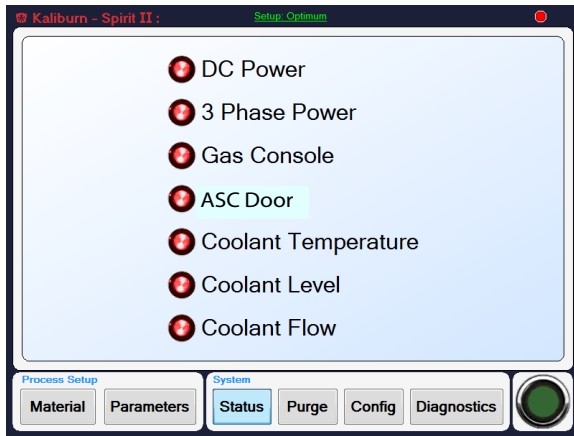 Kaliburn - Spirit II :
Setup: Optimum
DC Power
3 Phase Power
Gas Console
ASC Door
Coolant Temperature
Coolant Level
Coolant Flow
Process Setup
System
Material
Parameters
Status
Purge
Config
Diagnostics